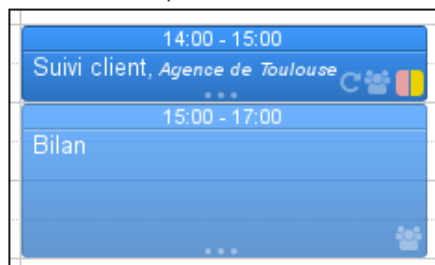 14:00 - 15:00
Suivi client, Agence de Toulouse
15:00 - 17:00
Bilan